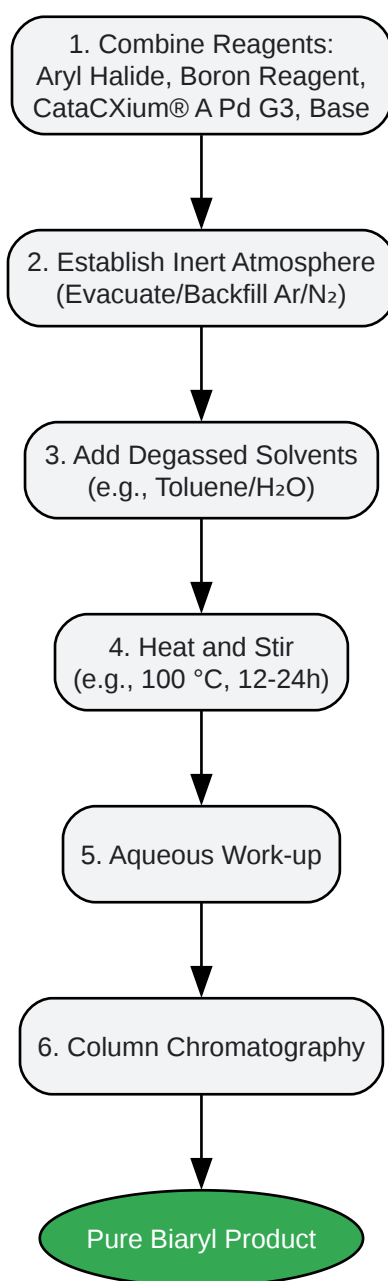 1. Combine Reagents:
Aryl Halide, Boron Reagent,
CataCXium® A Pd G3, Base
2. Establish Inert Atmosphere
(Evacuate/Backfill Ar/N₂)
3. Add Degassed Solvents
(e.g., Toluene/H₂O)
4. Heat and Stir
(e.g., 100 °C, 12-24h)
5. Aqueous Work-up
6. Column Chromatography
Pure Biaryl Product